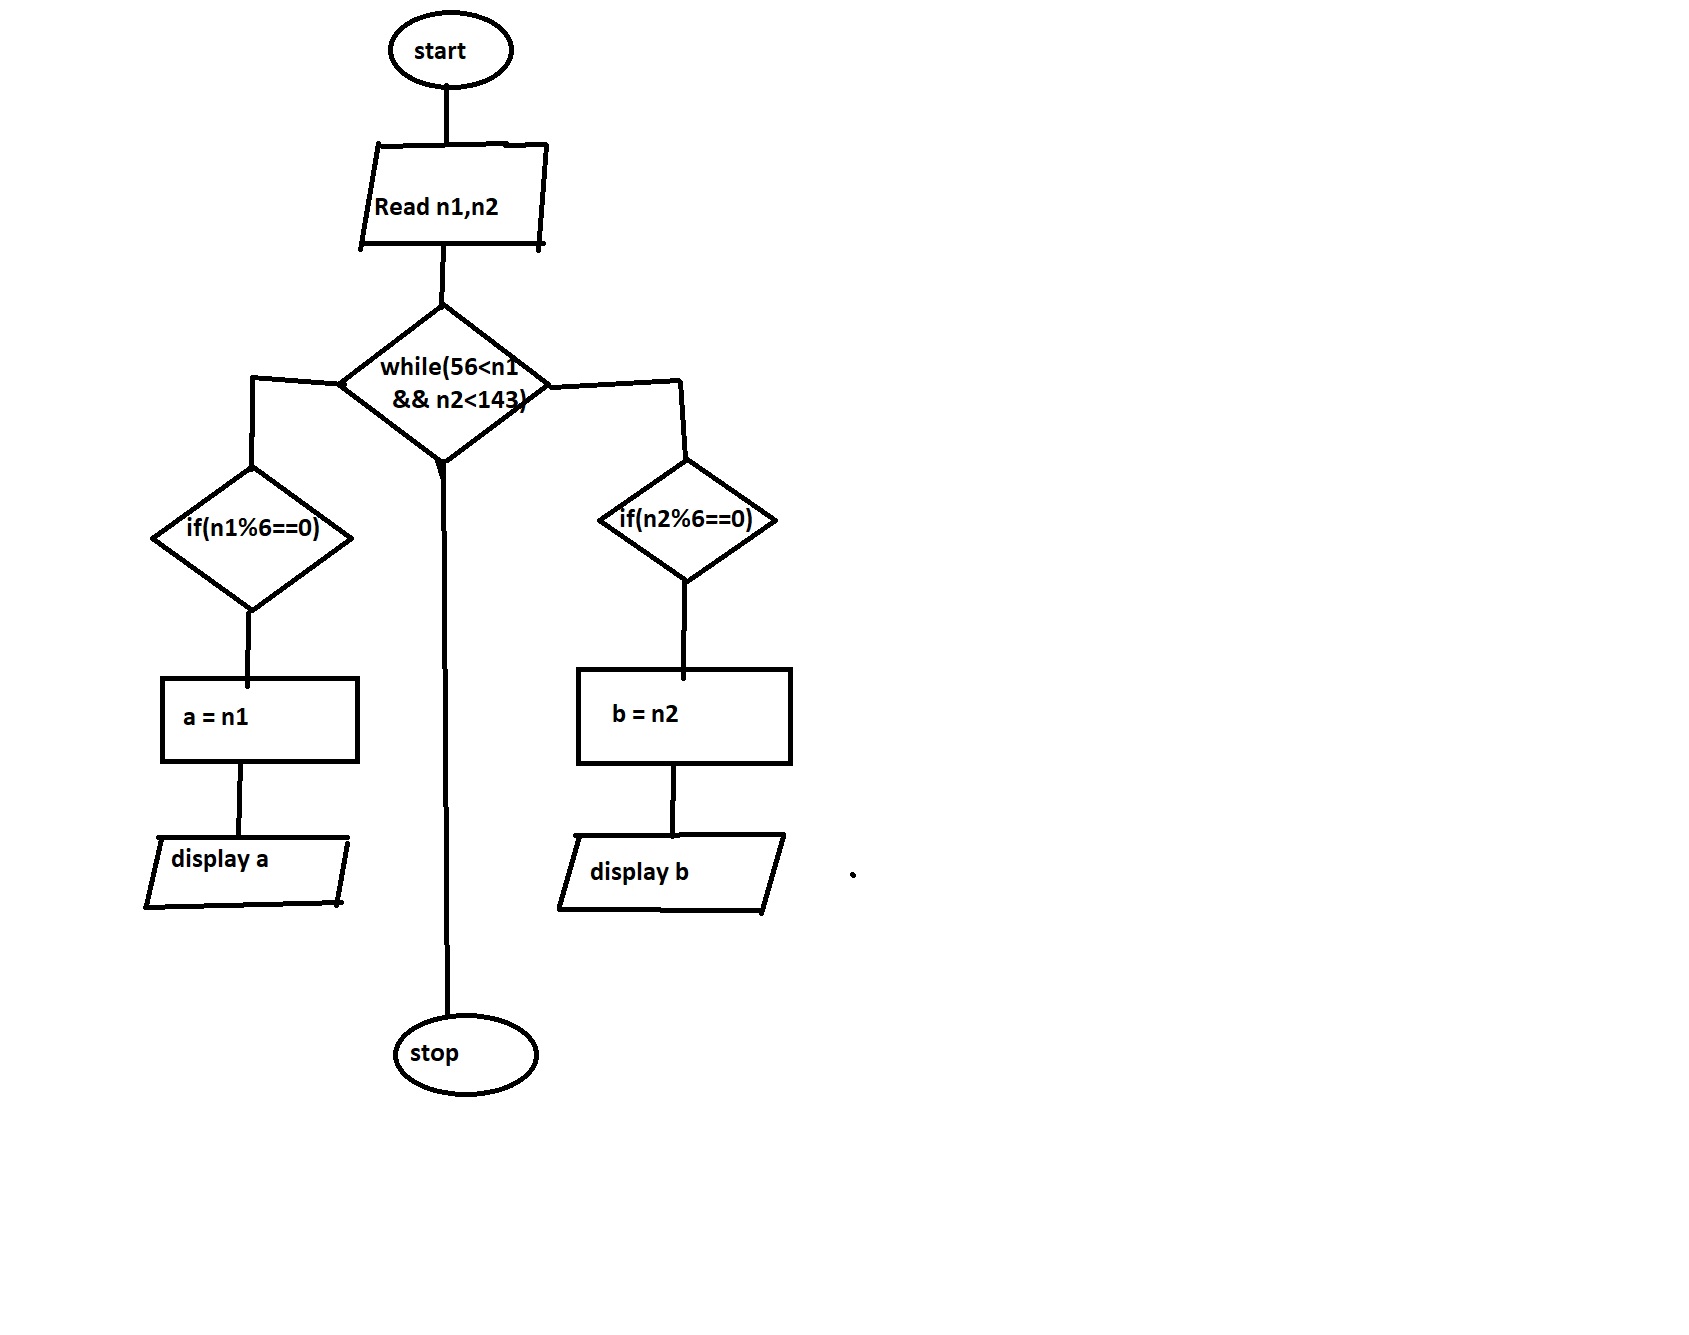 start
Read n1,n2
while(56<n1
&& n2<143)
if(n1%6==0)
if(n2%6==0)
a = n1
b = n2
display a
display b
stop